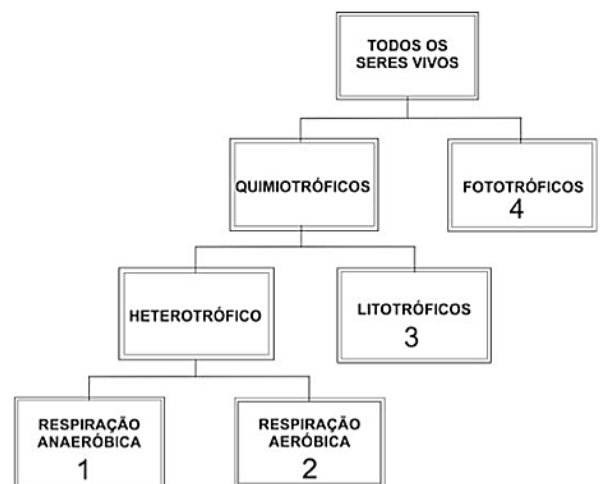 TODOS OS
SERES VIVOS
QUIMIOTRÓFICOS
FOTOTRÓFICOS
4
HETEROTRÓFICO
LITOTRÓFICOS
3
RESPIRAÇÃO
ANAERÓBICA
1
RESPIRAÇÃO
AERÓBICA
2